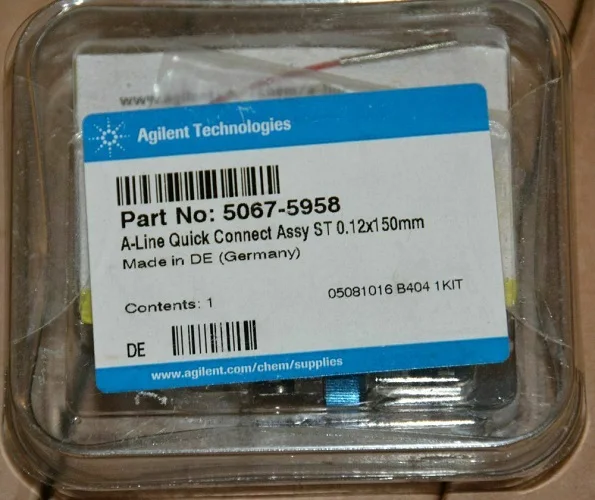 Agilent Technologies
Part No: 5067-5958
A-Line Quick Connect Assy ST 0.12x150mm
Made in DE (Germany)
Contents: 1
05081016 B404 1KIT
DE
www.agilent.com/chem/supplies